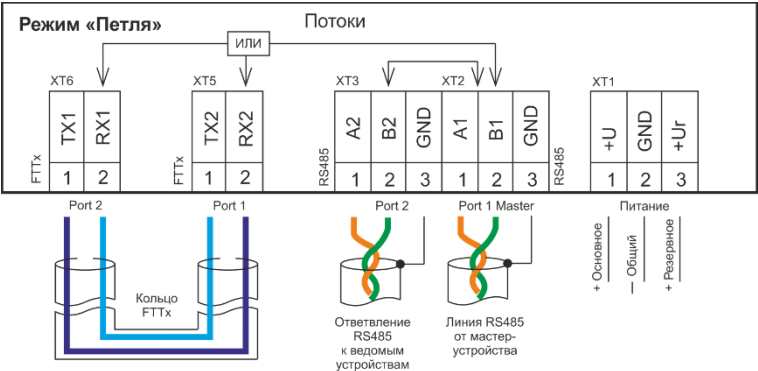 Режим «Петля»
Потоки
ИЛИ
XT6
XT5
XT3
XT2
XT1
TX1
RX1
TX2
RX2
A2
B2
GND
A1
B1
GND
+U
GND
+Ur
FTTx
1
2
FTTx
1
2
RS485
1
2
3
1
2
3
RS485
1
2
3
Port 2
Port 1
Port 2
Port 1 Master
Питание
+ Основное
— Общий
+ Резервное
Кольцо
FTTx
Ответвление
RS485
к ведомым
устройствам
Линия RS485
от мастер-
устройства